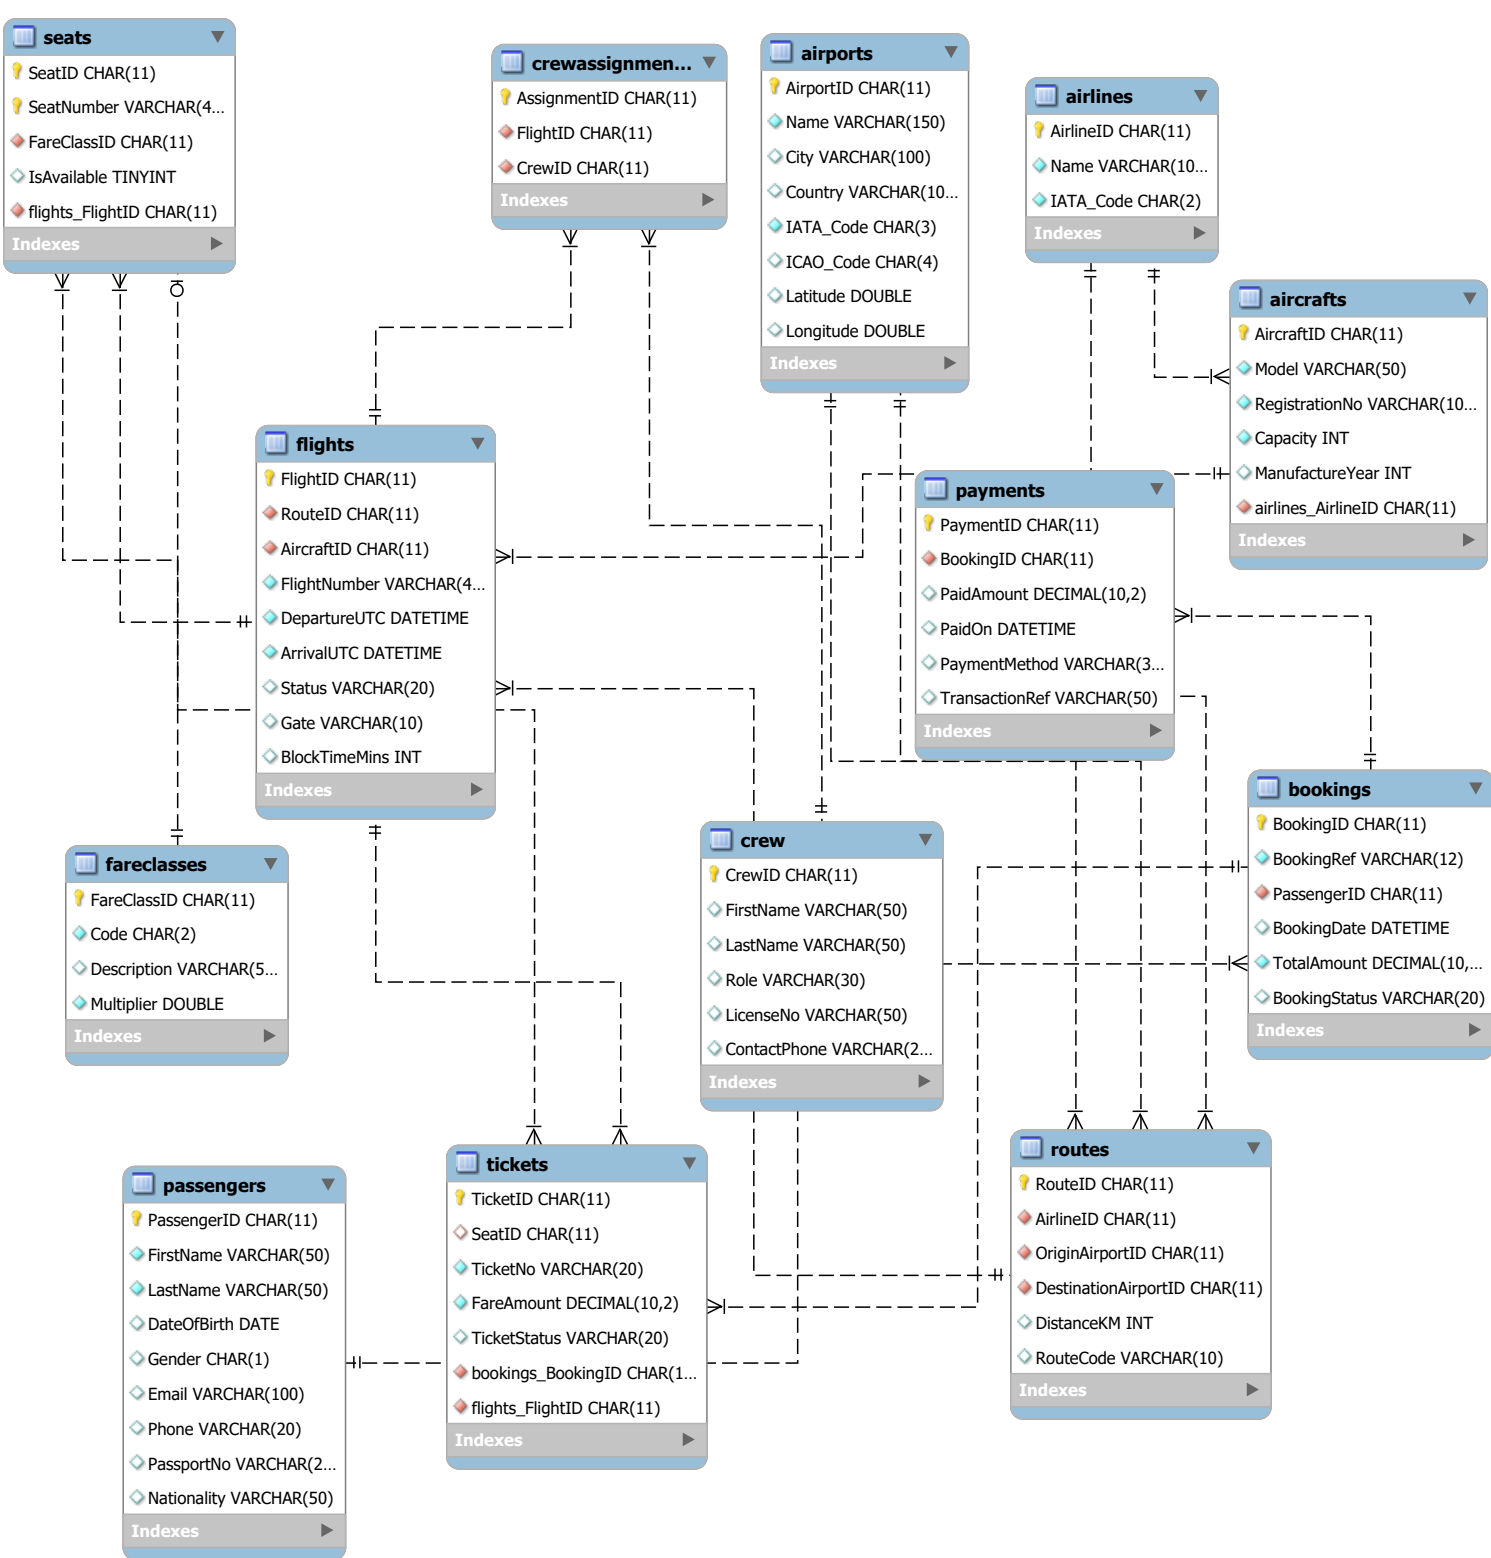 seats
SeatID CHAR(11)
SeatNumber VARCHAR(4...
FareClassID CHAR(11)
IsAvailable TINYINT
flights_FlightID CHAR(11)
Indexes
crewassignmen...
AssignmentID CHAR(11)
FlightID CHAR(11)
CrewID CHAR(11)
Indexes
airports
AirportID CHAR(11)
Name VARCHAR(150)
City VARCHAR(100)
Country VARCHAR(10...
IATA_Code CHAR(3)
ICAO_Code CHAR(4)
Latitude DOUBLE
Longitude DOUBLE
Indexes
airlines
AirlineID CHAR(11)
Name VARCHAR(10...
IATA_Code CHAR(2)
Indexes
aircrafts
AircraftID CHAR(11)
Model VARCHAR(50)
RegistrationNo VARCHAR(10...
Capacity INT
ManufactureYear INT
airlines_AirlineID CHAR(11)
Indexes
flights
FlightID CHAR(11)
RouteID CHAR(11)
AircraftID CHAR(11)
FlightNumber VARCHAR(4...
DepartureUTC DATETIME
ArrivalUTC DATETIME
Status VARCHAR(20)
Gate VARCHAR(10)
BlockTimeMins INT
Indexes
payments
PaymentID CHAR(11)
BookingID CHAR(11)
PaidAmount DECIMAL(10,2)
PaidOn DATETIME
PaymentMethod VARCHAR(3...
TransactionRef VARCHAR(50)
Indexes
bookings
BookingID CHAR(11)
BookingRef VARCHAR(12)
PassengerID CHAR(11)
BookingDate DATETIME
TotalAmount DECIMAL(10,...
BookingStatus VARCHAR(20)
Indexes
fareclasses
FareClassID CHAR(11)
Code CHAR(2)
Description VARCHAR(5...
Multiplier DOUBLE
Indexes
crew
CrewID CHAR(11)
FirstName VARCHAR(50)
LastName VARCHAR(50)
Role VARCHAR(30)
LicenseNo VARCHAR(50)
ContactPhone VARCHAR(2...
Indexes
passengers
PassengerID CHAR(11)
FirstName VARCHAR(50)
LastName VARCHAR(50)
DateOfBirth DATE
Gender CHAR(1)
Email VARCHAR(100)
Phone VARCHAR(20)
PassportNo VARCHAR(2...
Nationality VARCHAR(50)
Indexes
tickets
TicketID CHAR(11)
SeatID CHAR(11)
TicketNo VARCHAR(20)
FareAmount DECIMAL(10,2)
TicketStatus VARCHAR(20)
bookings_BookingID CHAR(1...
flights_FlightID CHAR(11)
Indexes
routes
RouteID CHAR(11)
AirlineID CHAR(11)
OriginAirportID CHAR(11)
DestinationAirportID CHAR(11)
DistanceKM INT
RouteCode VARCHAR(10)
Indexes